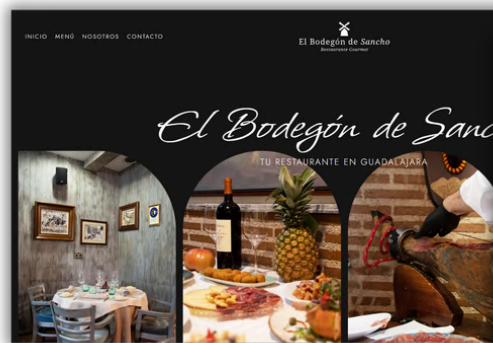 INICIO MENÚ NOSOTROS CONTACTO
El Bodegón de Sancho
Restaurante Gourmet
El Bodegón de Sanc
TU RESTAURANTE EN GUADALAJARA